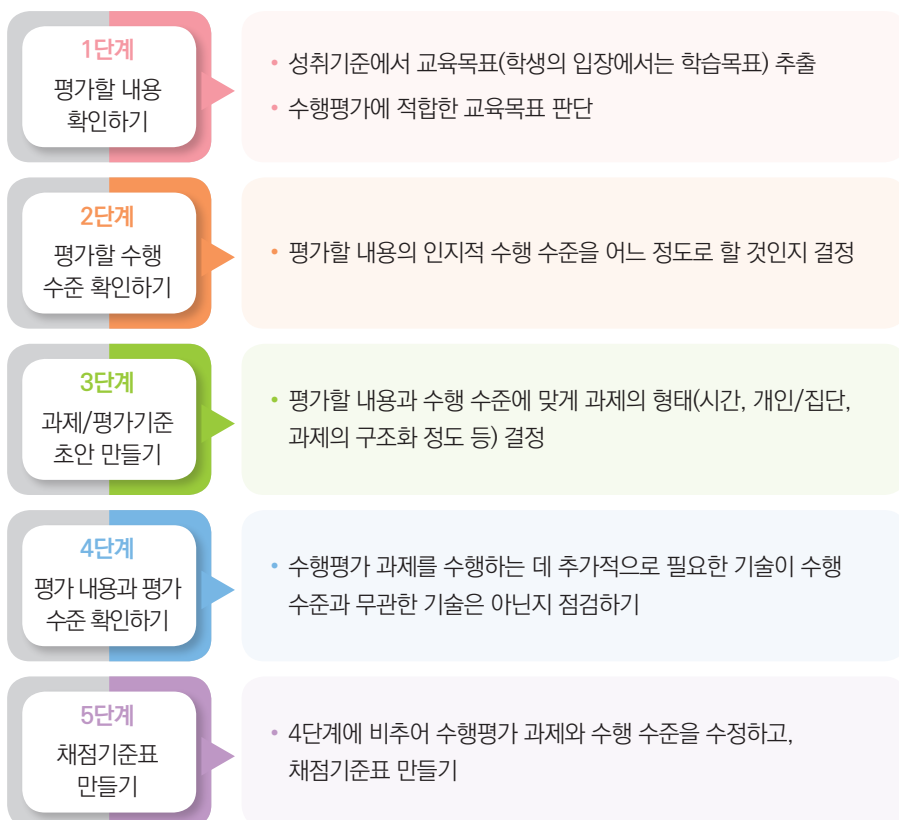 1단계
평가할 내용
확인하기
• 성취기준에서 교육목표(학생의 입장에서는 학습목표) 추출
• 수행평가에 적합한 교육목표 판단
2단계
평가할 수행
수준 확인하기
• 평가할 내용의 인지적 수행 수준을 어느 정도로 할 것인지 결정
3단계
과제/평가기준
초안 만들기
• 평가할 내용과 수행 수준에 맞게 과제의 형태(시간, 개인/집단,
과제의 구조화 정도 등) 결정
4단계
평가 내용과 평가
수준 확인하기
• 수행평가 과제를 수행하는 데 추가적으로 필요한 기술이 수행
수준과 무관한 기술은 아닌지 점검하기
5단계
채점기준표
만들기
• 4단계에 비추어 수행평가 과제와 수행 수준을 수정하고,
채점기준표 만들기